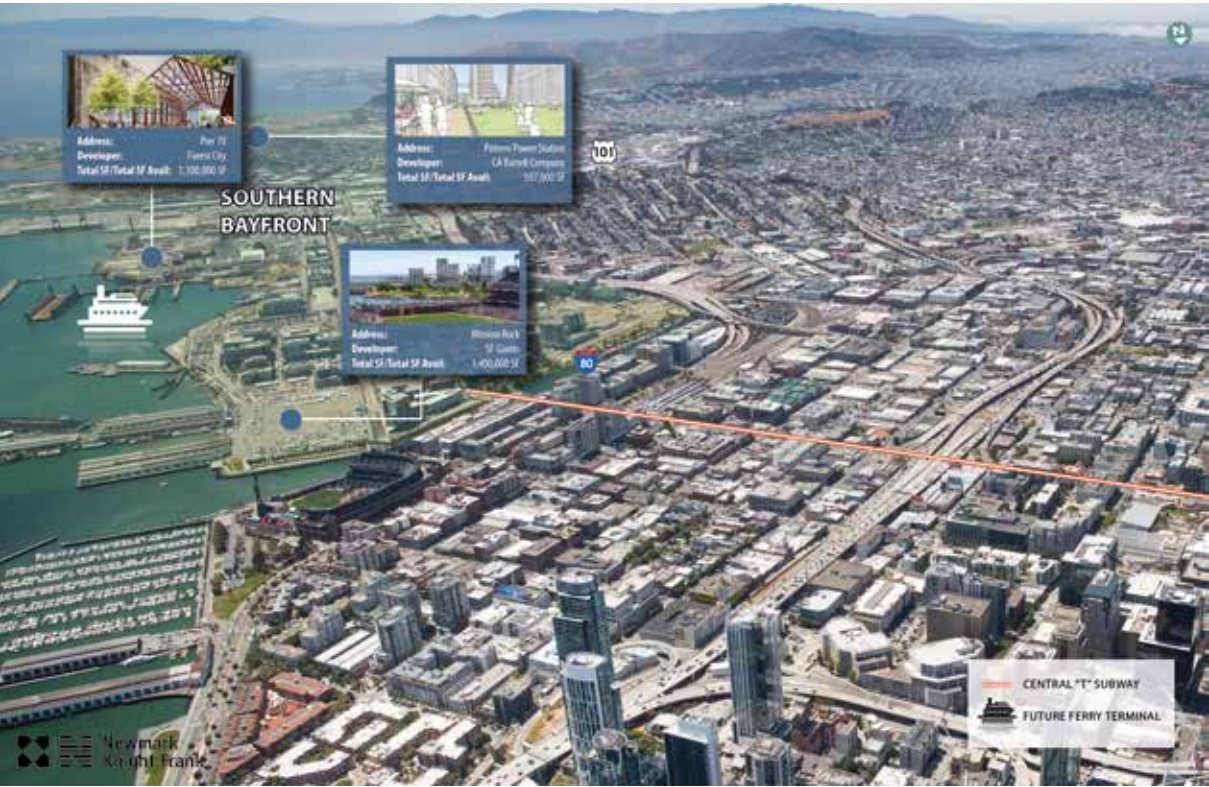 N
Address: Pier 70
Developer: Forest City
Total SF/Total SF Avail: 1,300,000 SF
Address: Potrero Power Station
Developer: CA Barrell Company
Total SF/Total SF Avail:
101
SOUTHERN
BAYFRONT
Address: Mission Rock
Developer: SF Giants
Total SF/Total SF Avail: 1,400,000 SF
80
CENTRAL "T" SUBWAY
FUTURE FERRY TERMINAL
Newmark
Knight Frank